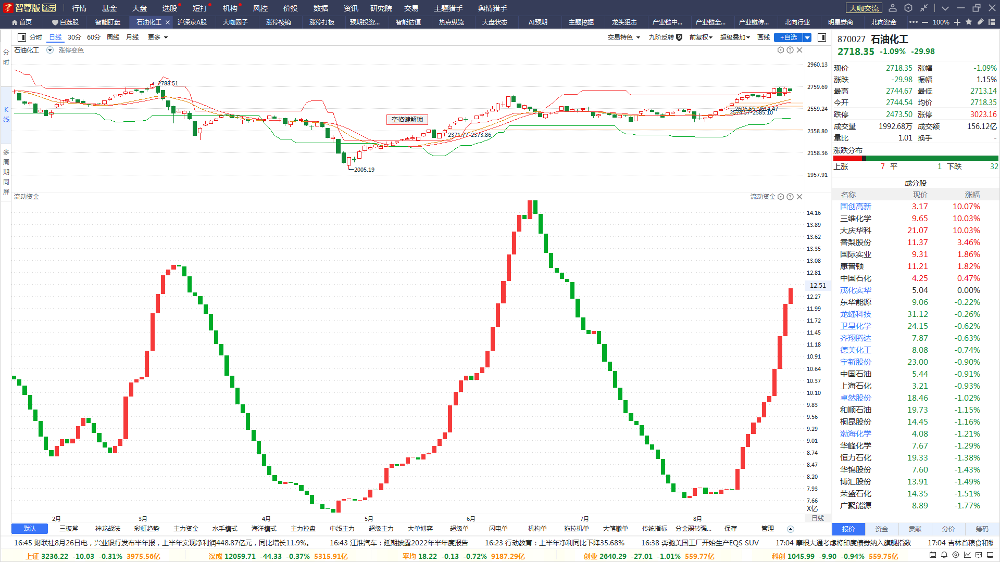 智尊版 演示 行情 基金 大盘 选股 短打 机构 风控 价投 数据 资讯 研究院 交易 主题猎手 舆情猎手 大咖交流
首页 自选股 智能盯盘 石油化工 沪深京A股 大咖圈子 涨停棱镜 涨停打板 预期投资... 智能估值 热点纵览 大盘状态 AI预期 主题挖掘 龙头狙击 产业链中... 产业链全... 产业链传... 北向行业 明星券商 北向资金 100%
分时 日线 30分 60分 周线 月线 更多 交易特色 九阶反转 9 前复权 超级叠加 画线 +自选
石油化工 涨停变色
分时
K线
多周期同屏
2788.51
2005.19
空格键解锁
2371.77-2373.86
2606.55-2614.47
2574.57-2585.10
2960.13
2759.69
2559.24
2358.80
2158.36
1957.91
流动资金 流动资金
14.16
13.89
13.62
13.35
13.08
12.81
12.51
12.27
11.99
11.72
11.45
11.18
10.91
10.64
10.37
10.10
9.83
9.56
9.29
9.01
8.74
8.47
8.20
7.93
7.66
X亿
2月 3月 4月 5月 6月 7月 8月 日线
默认 三板斧 神龙战法 彩虹趋势 主力资金 水手模式 海洋模式 主力控盘 中线主力 超级主力 大单博弈 超级单 闪电单 机构单 拖拉机单 大笔撤单 传统指标 分金弱转强... 保存 管理
870027 石油化工
2718.35 -1.09% -29.98
现价 2718.35 涨幅 -1.09%
涨跌 -29.98 振幅 1.15%
最高 2744.67 最低 2713.14
今开 2744.54 均价 2718.35
跌停 2473.50 涨停 3023.16
成交量 1992.68万 成交额 156.12亿
量比 1.01 换手 -
涨跌分布
上涨 7 平 1 下跌 32
成分股
名称 现价 涨幅
国创高新 3.17 10.07%
三维化学 9.65 10.03%
大庆华科 21.07 10.03%
香梨股份 11.37 3.46%
国际实业 9.31 1.86%
康普顿 11.21 1.82%
中国石化 4.25 0.47%
茂化实华 5.04 0.00%
东华能源 9.06 -0.22%
龙蟠科技 31.12 -0.26%
卫星化学 24.15 -0.62%
齐翔腾达 7.87 -0.63%
德美化工 8.08 -0.74%
宇新股份 23.00 -0.90%
中国石油 5.44 -0.91%
上海石化 3.21 -0.93%
卓然股份 18.46 -1.02%
和顺石油 19.73 -1.15%
桐昆股份 14.45 -1.16%
渤海化学 4.08 -1.21%
华峰化学 7.67 -1.29%
恒力石化 19.33 -1.38%
华锦股份 7.60 -1.43%
博汇股份 13.91 -1.49%
荣盛石化 14.35 -1.51%
广聚能源 8.89 -1.77%
报价 资金 贡献 分价 筹码
16:45 财联社8月26日电，兴业银行发布半年报，上半年实现净利润448.87亿元，同比增长11.9%。 16:43 江淮汽车：延期披露2022年半年度报告 16:23 行动教育：上半年净利同比下降35.68% 16:38 奔驰美国工厂开始生产EQS SUV 17:04 摩根大通考虑将印度债券纳入旗舰指数 17:04 吉林省粮食和物
上证 3236.22 -10.03 -0.31% 3975.56亿 深成 12059.71 -44.33 -0.37% 5315.91亿 平均 18.22 -0.13 -0.72% 9187.29亿 创业 2640.29 -27.01 -1.01% 559.77亿 科创 1045.99 -9.90 -0.94% 559.75亿